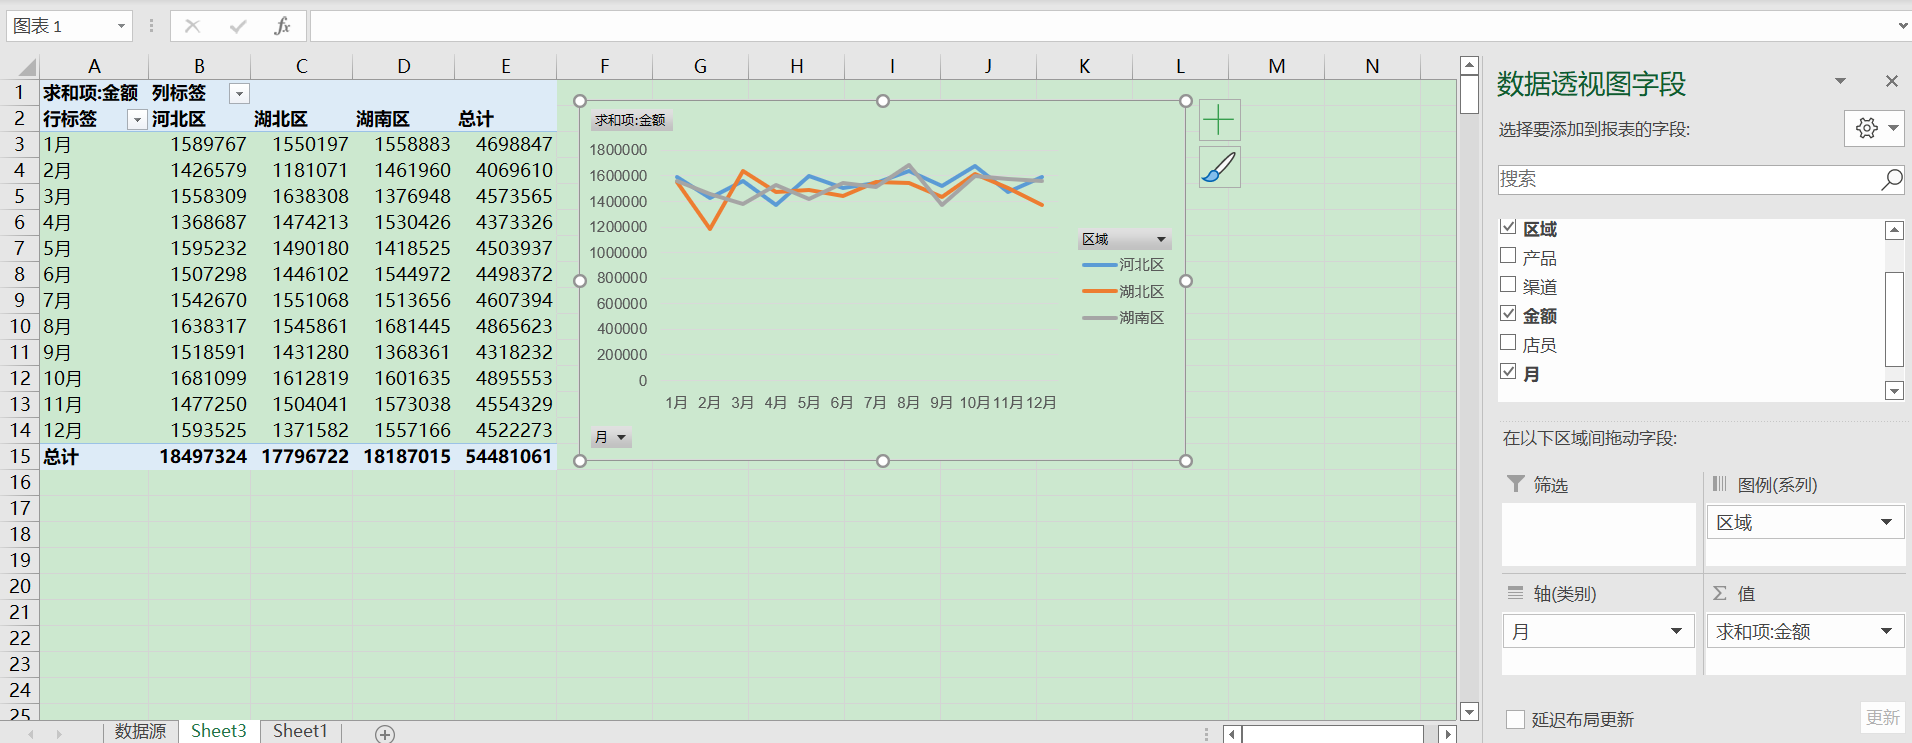 图表 1
fx
A B C D E F G H I J K L M N
1 求和项:金额 列标签
2 行标签 河北区 湖北区 湖南区 总计
3 1月 1589767 1550197 1558883 4698847
4 2月 1426579 1181071 1461960 4069610
5 3月 1558309 1638308 1376948 4573565
6 4月 1368687 1474213 1530426 4373326
7 5月 1595232 1490180 1418525 4503937
8 6月 1507298 1446102 1544972 4498372
9 7月 1542670 1551068 1513656 4607394
10 8月 1638317 1545861 1681445 4865623
11 9月 1518591 1431280 1368361 4318232
12 10月 1681099 1612819 1601635 4895553
13 11月 1477250 1504041 1573038 4554329
14 12月 1593525 1371582 1557166 4522273
15 总计 18497324 17796722 18187015 54481061
16
17
18
19
20
21
22
23
24
25
求和项:金额
1800000
1600000
1400000
1200000
1000000
800000
600000
400000
200000
0
1月 2月 3月 4月 5月 6月 7月 8月 9月 10月 11月 12月
区域
河北区
湖北区
湖南区
月
数据透视图字段
选择要添加到报表的字段:
搜索
区域
产品
渠道
金额
店员
月
在以下区域间拖动字段:
筛选
图例(系列)
区域
轴(类别)
Σ 值
月
求和项:金额
延迟布局更新
更新
数据源 Sheet3 Sheet1